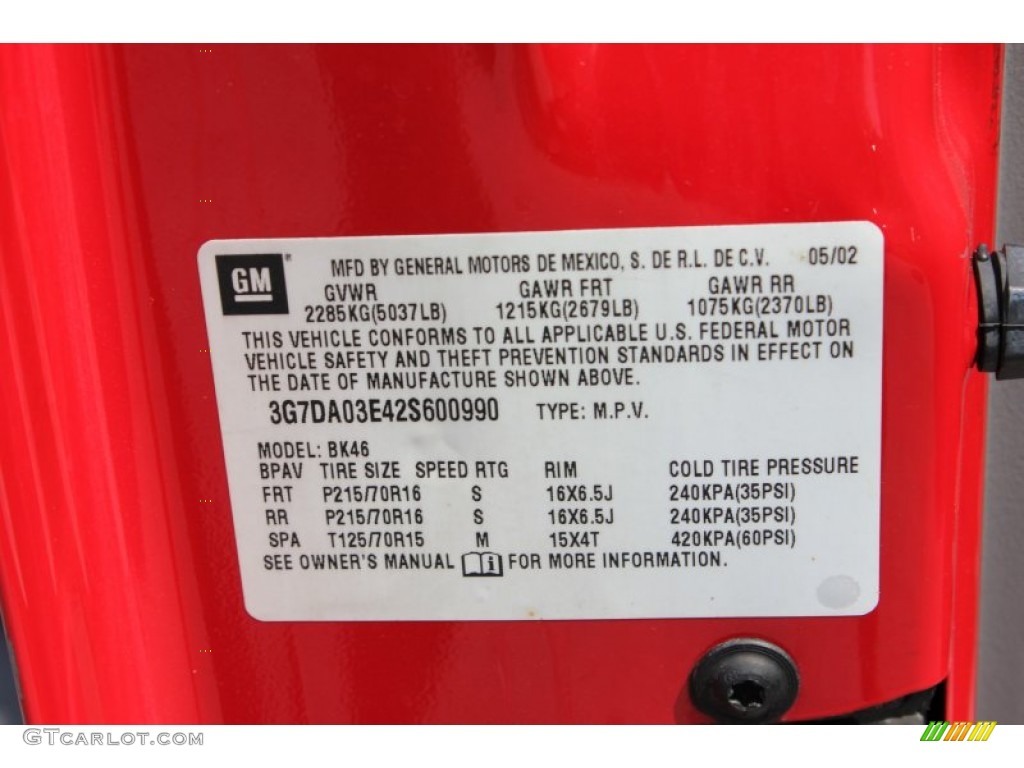 GM MFD BY GENERAL MOTORS DE MEXICO, S. DE R.L. DE C.V. 05/02
GVWR GAWR FRT GAWR RR
2285KG(5037LB) 1215KG(2679LB) 1075KG(2370LB)
THIS VEHICLE CONFORMS TO ALL APPLICABLE U.S. FEDERAL MOTOR
VEHICLE SAFETY AND THEFT PREVENTION STANDARDS IN EFFECT ON
THE DATE OF MANUFACTURE SHOWN ABOVE.
3G7DA03E42S600990 TYPE: M.P.V.
MODEL: BK46
BPAV TIRE SIZE SPEED RTG RIM COLD TIRE PRESSURE
FRT P215/70R16 S 16X6.5J 240KPA(35PSI)
RR P215/70R16 S 16X6.5J 240KPA(35PSI)
SPA T125/70R15 M 15X4T 420KPA(60PSI)
SEE OWNER'S MANUAL FOR MORE INFORMATION.
GTCARLOT.COM